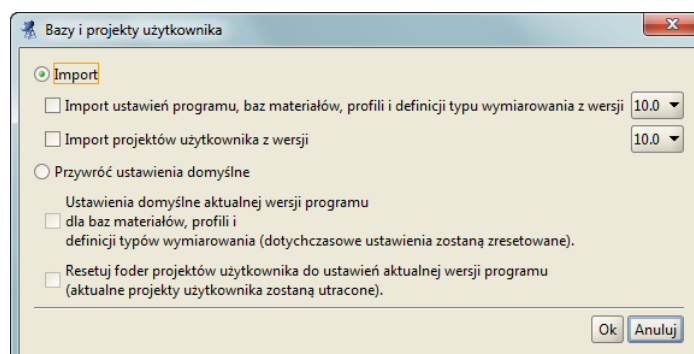 Bazy i projekty użytkownika
Import
Import ustawień programu, baz materiałów, profili i definicji typu wymiarowania z wersji 10.0
Import projektów użytkownika z wersji 10.0
Przywróć ustawienia domyślne
Ustawienia domyślne aktualnej wersji programu
dla baz materiałów, profili i
definicji typów wymiarowania (dotychczasowe ustawienia zostaną zresetowane).
Resetuj foder projektów użytkownika do ustawień aktualnej wersji programu
(aktualne projekty użytkownika zostaną utracone).
Ok Anuluj